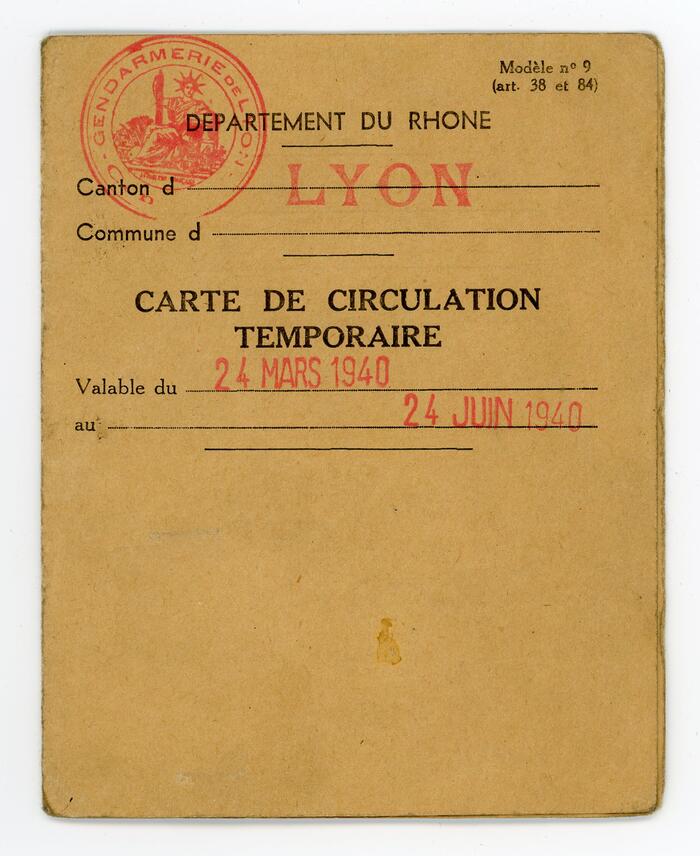 GENDARMERIE DE LYON
Modèle nº 9
(art. 38 et 84)
DEPARTEMENT DU RHONE
Canton d LYON
Commune d
CARTE DE CIRCULATION
TEMPORAIRE
Valable du 24 MARS 1940
au 24 JUIN 1940